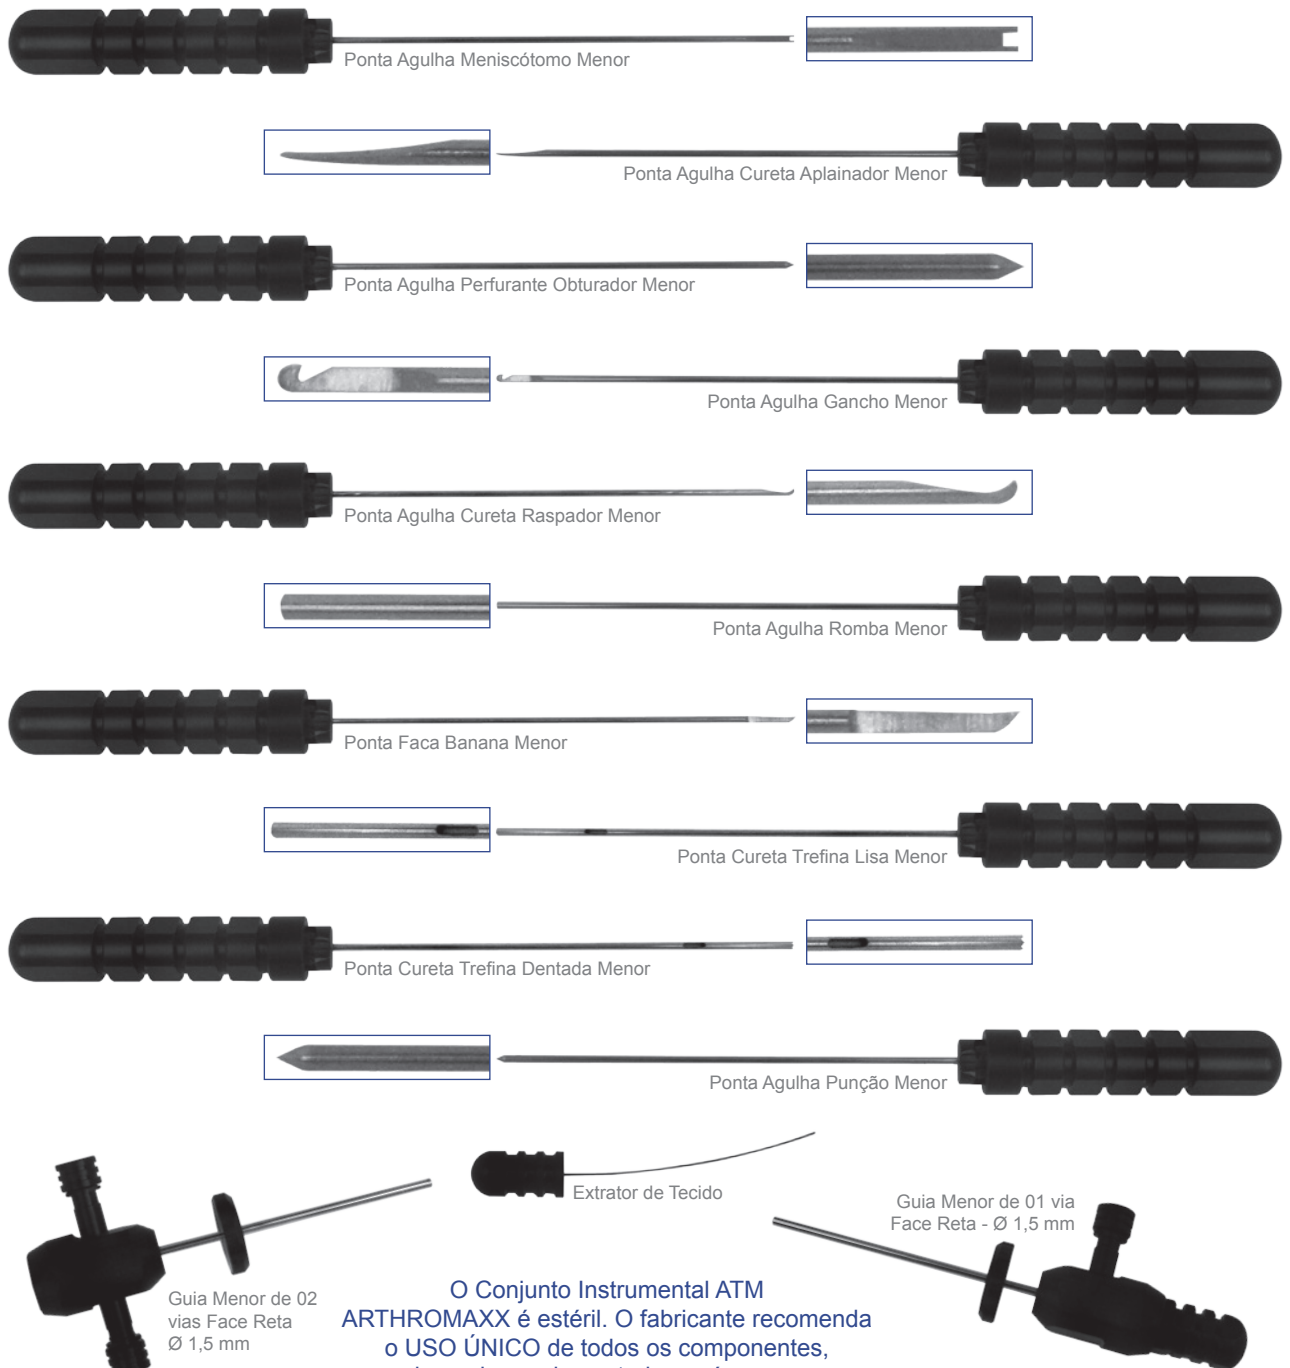 Ponta Agulha Meniscótomo Menor
Ponta Agulha Cureta Aplainador Menor
Ponta Agulha Perfurante Obturador Menor
Ponta Agulha Gancho Menor
Ponta Agulha Cureta Raspador Menor
Ponta Agulha Romba Menor
Ponta Faca Banana Menor
Ponta Cureta Trefina Lisa Menor
Ponta Cureta Trefina Dentada Menor
Ponta Agulha Punção Menor
Extrator de Tecido
Guia Menor de 01 via
Face Reta - Ø 1,5 mm
Guia Menor de 02
vias Face Reta
Ø 1,5 mm
O Conjunto Instrumental ATM
ARTHROMAXX é estéril. O fabricante recomenda
o USO ÚNICO de todos os componentes,